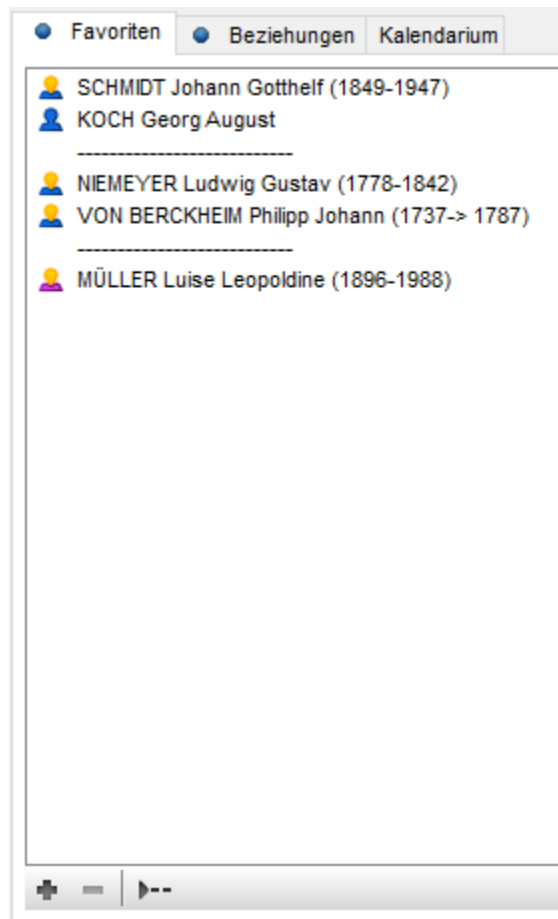 Favoriten Beziehungen Kalendarium
SCHMIDT Johann Gotthelf (1849-1947)
KOCH Georg August
---------------------------
NIEMEYER Ludwig Gustav (1778-1842)
VON BERCKHEIM Philipp Johann (1737-> 1787)
---------------------------
MÜLLER Luise Leopoldine (1896-1988)